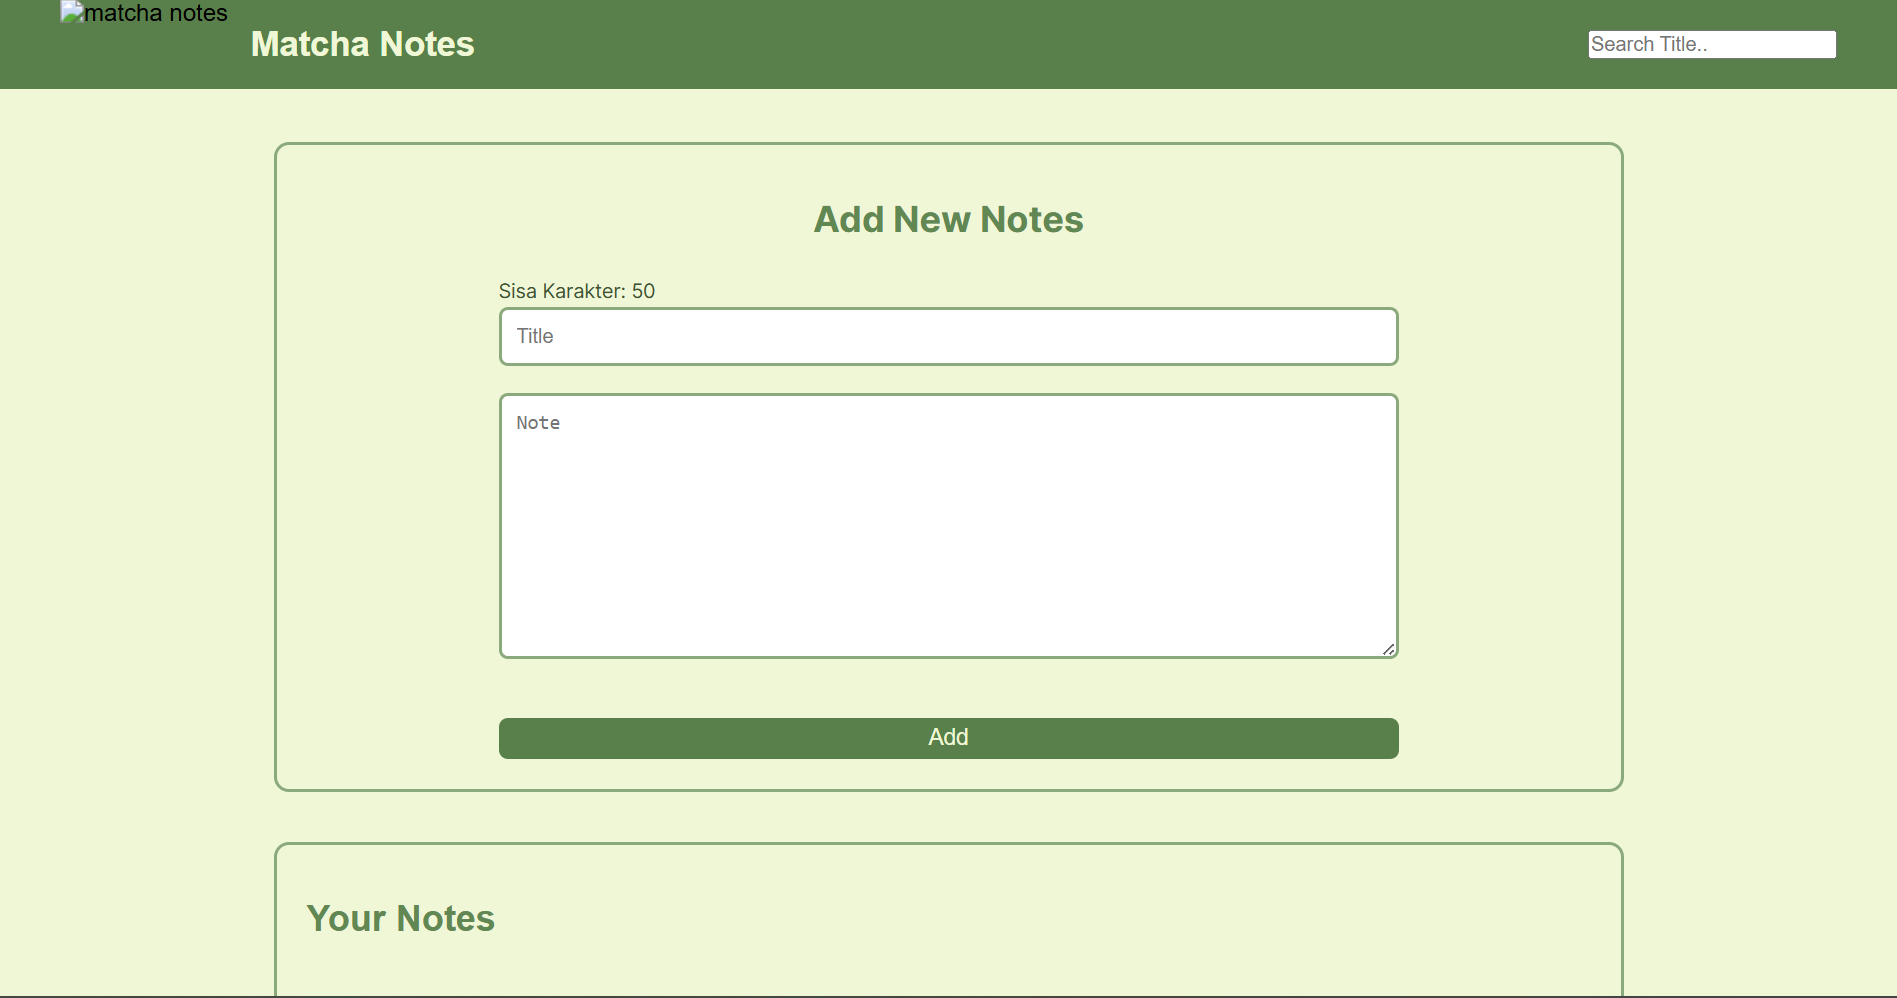 matcha notes
Matcha Notes
Search Title..
Add New Notes
Sisa Karakter: 50
Title
Note
Add
Your Notes